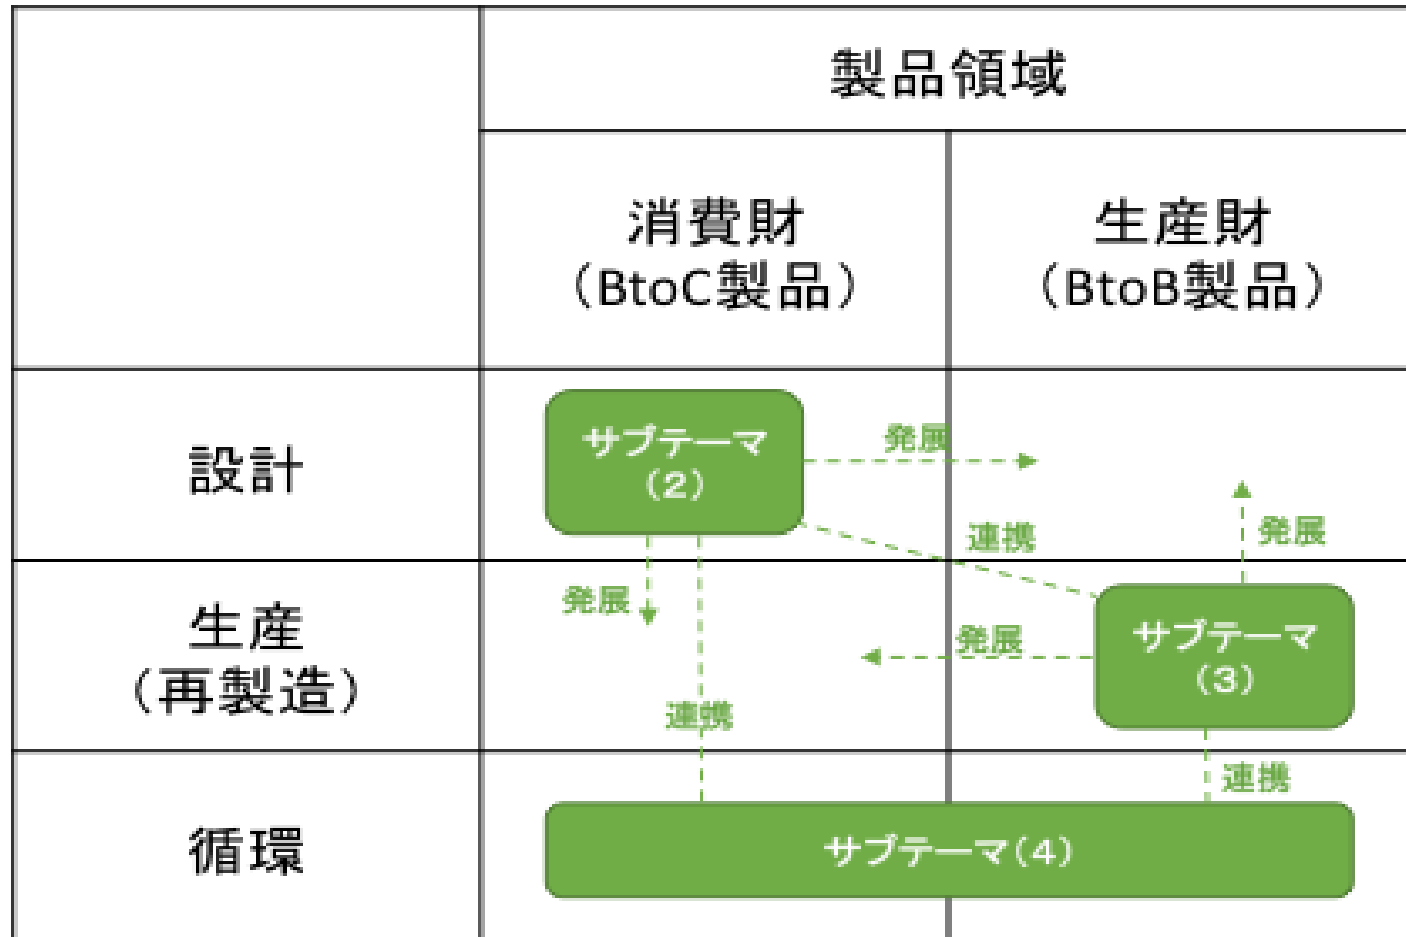 製品領域
消費財
（BtoC製品）
生産財
（BtoB製品）
設計
サブテーマ
（2）
発展
連携
発展
生産
（再製造）
発展
発展
サブテーマ
（3）
連携
連携
循環
サブテーマ（4）